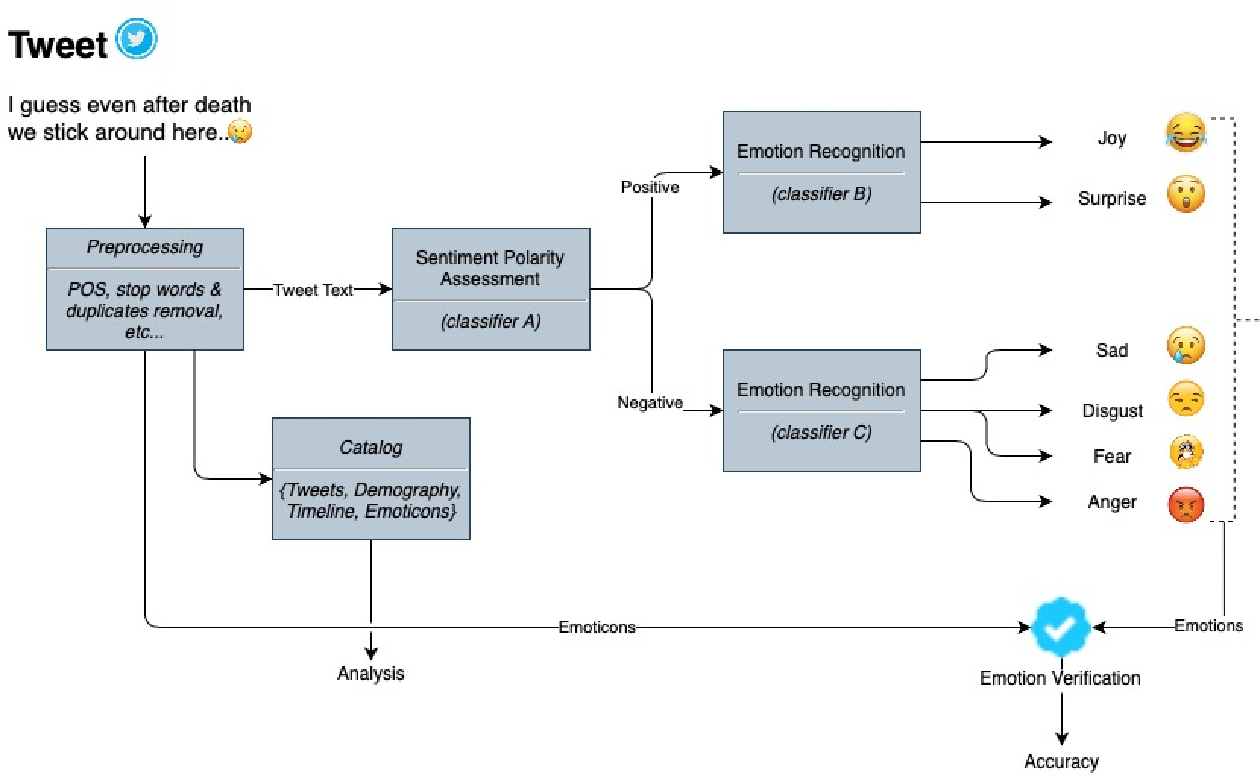 Tweet
I guess even after death
we stick around here..😢
Preprocessing
POS, stop words &
duplicates removal,
etc...
Tweet Text
Sentiment Polarity
Assessment
(classifier A)
Positive
Negative
Emotion Recognition
(classifier B)
Joy
Surprise
Emotion Recognition
(classifier C)
Sad
Disgust
Fear
Anger
Catalog
{Tweets, Demography,
Timeline, Emoticons}
Emoticons
Emotions
Analysis
Emotion Verification
Accuracy